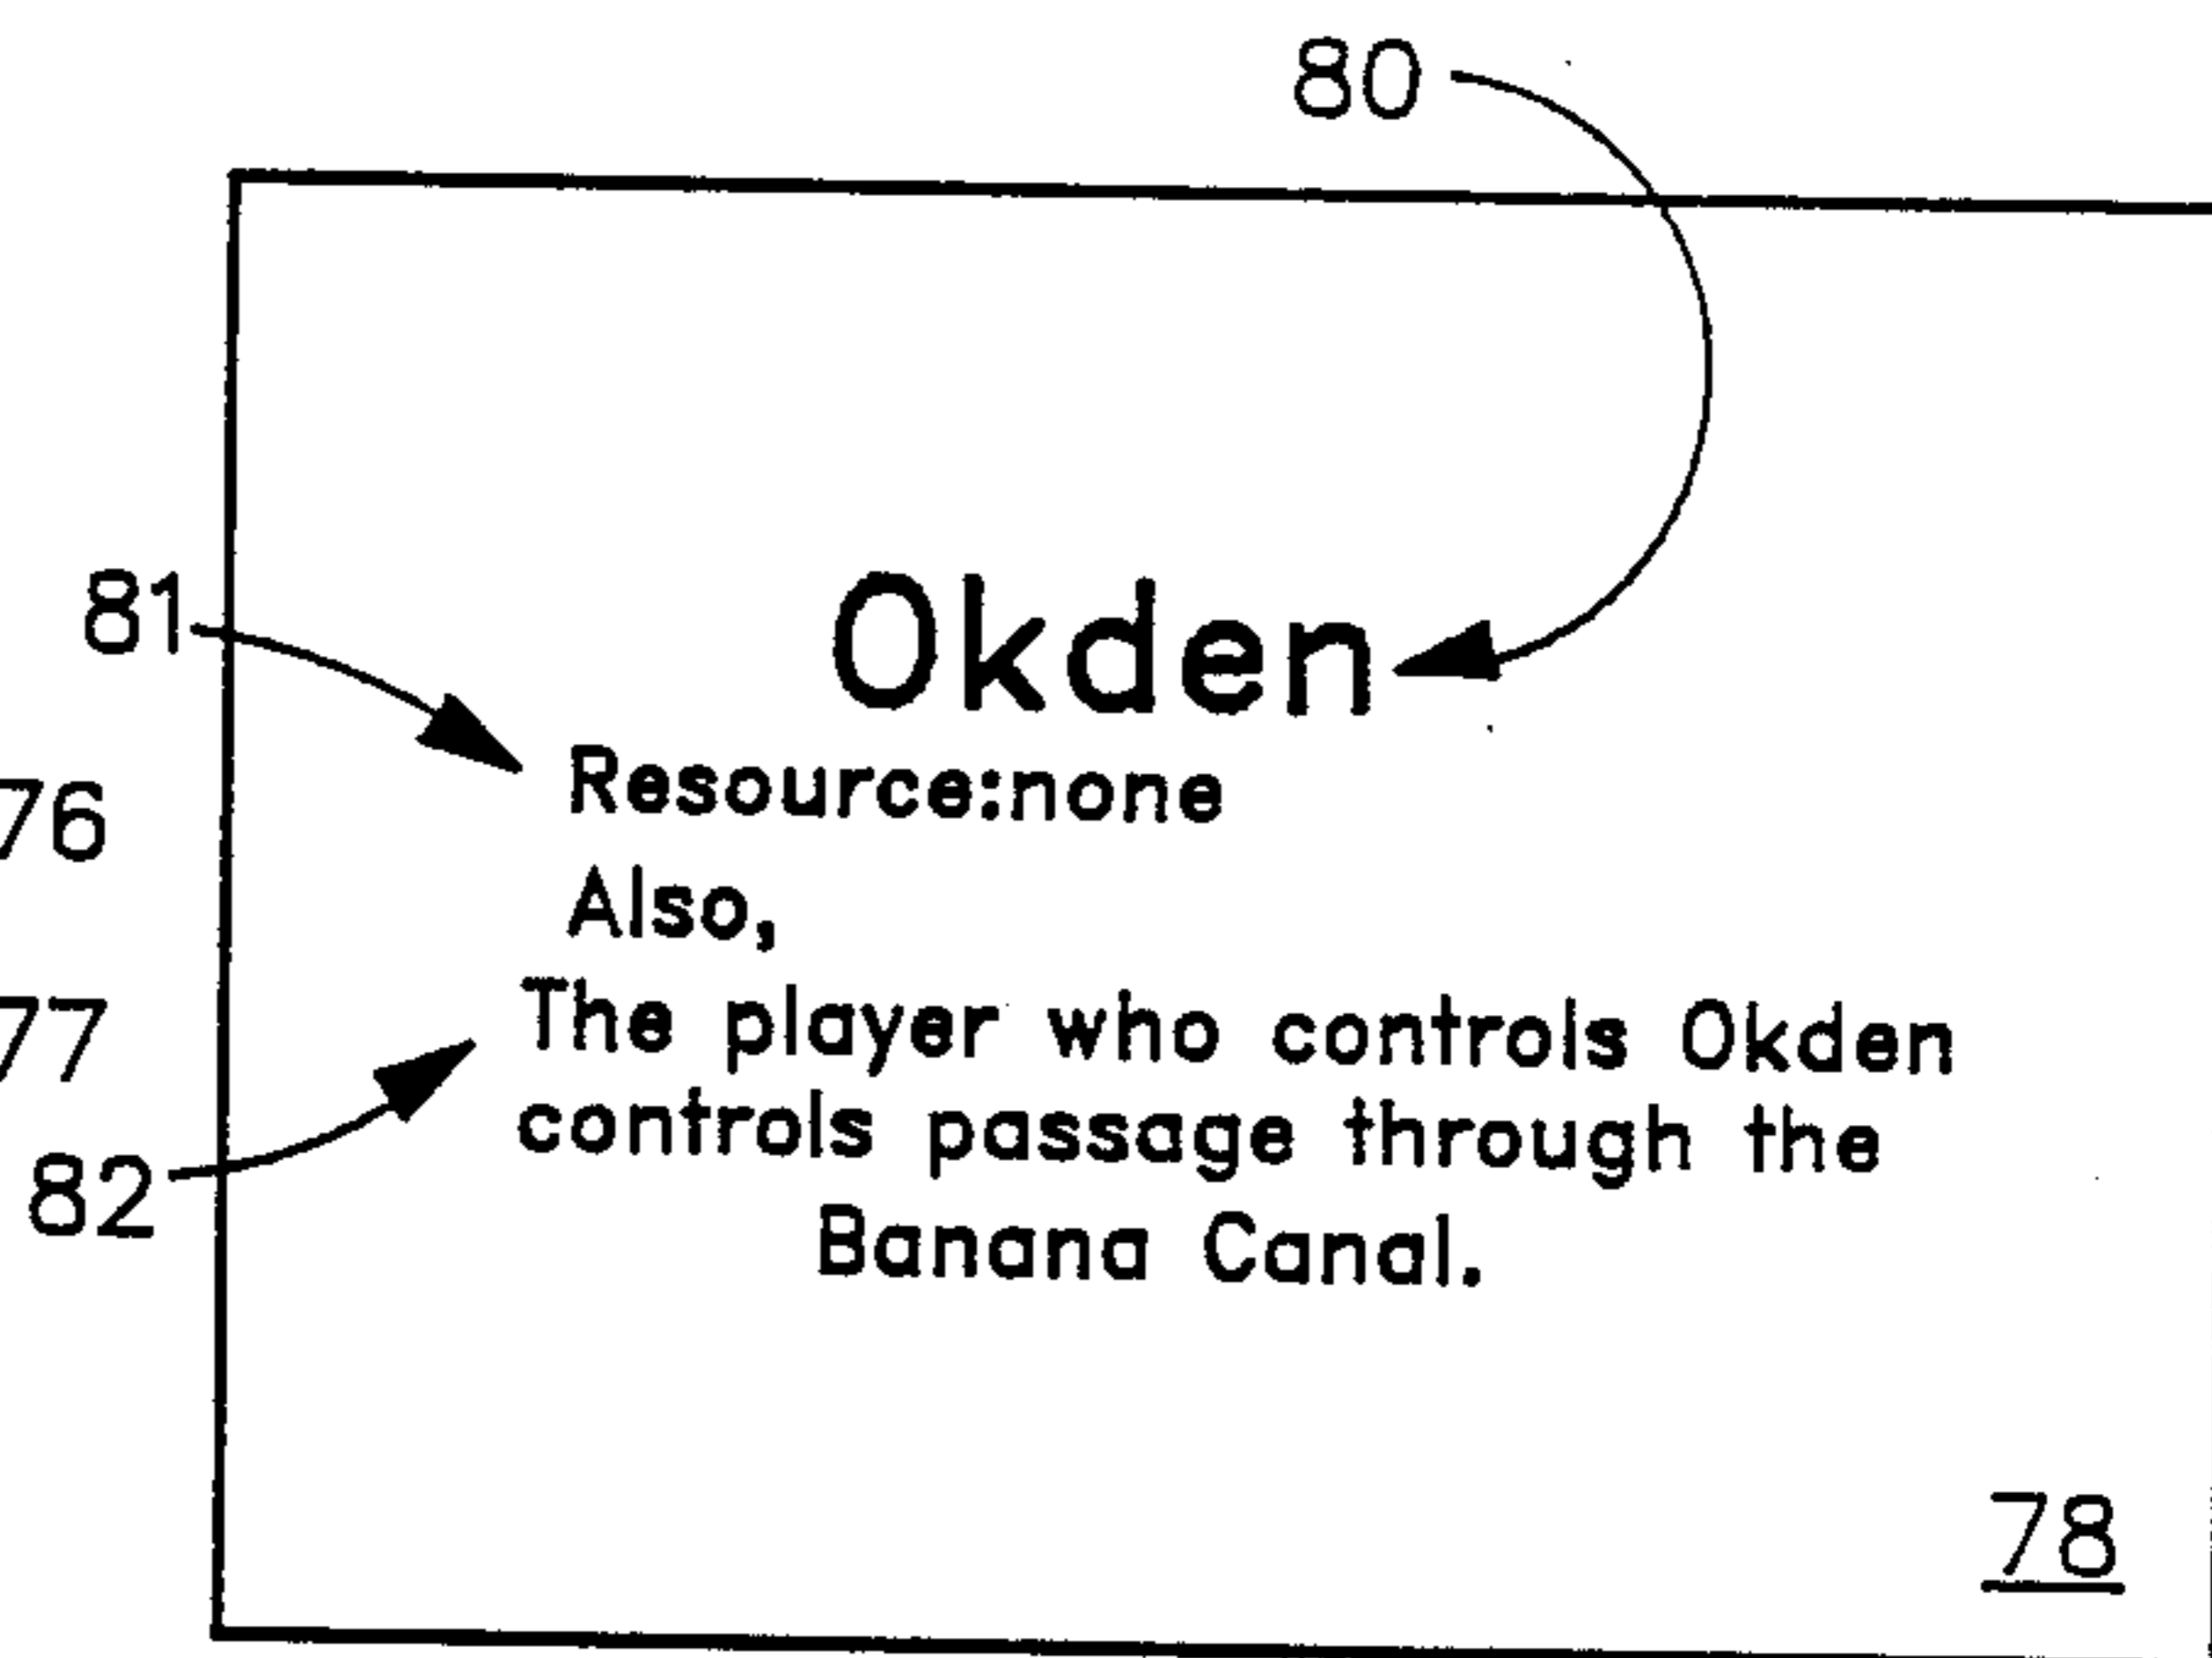 80
81
Okden
Resource:none
76
Also,
77
The player who controls Okden
controls passage through the
82
Banana Canal.
78